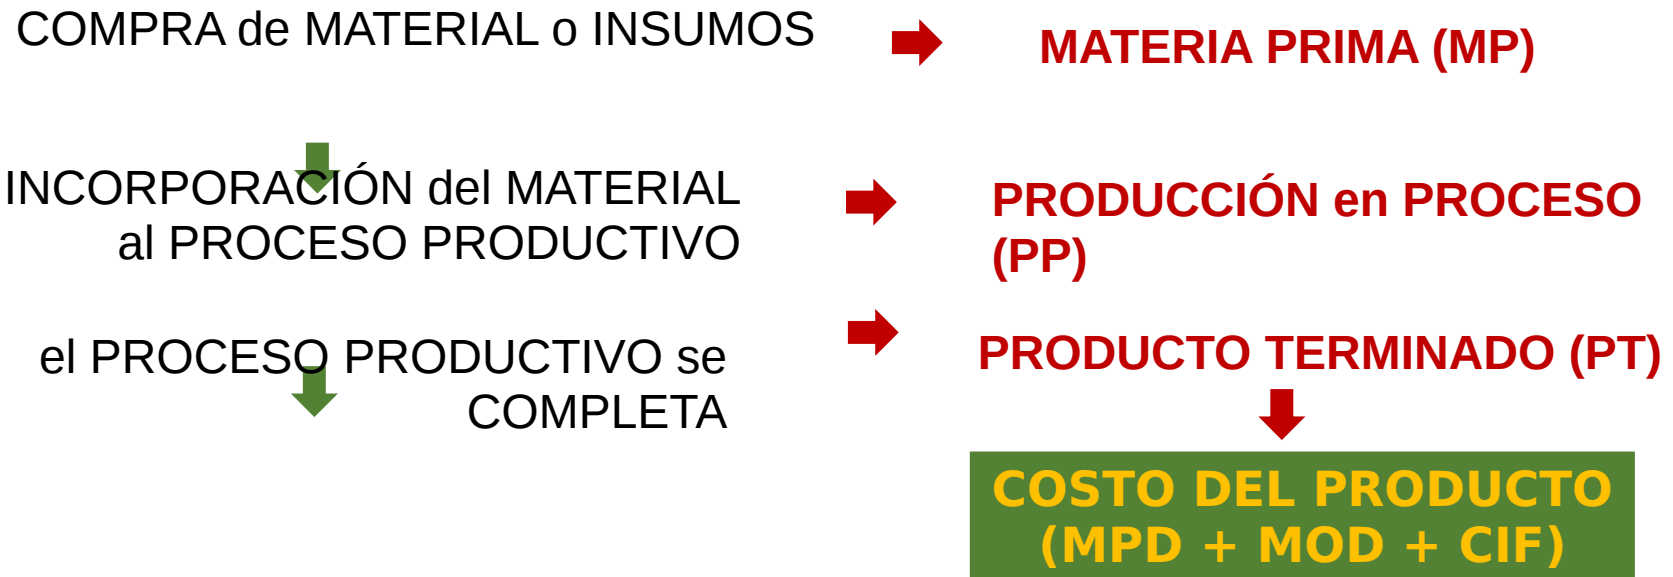 COMPRA de MATERIAL o INSUMOS
MATERIA PRIMA (MP)
INCORPORACIÓN del MATERIAL
al PROCESO PRODUCTIVO
PRODUCCIÓN en PROCESO
(PP)
el PROCESO PRODUCTIVO se
COMPLETA
PRODUCTO TERMINADO (PT)
COSTO DEL PRODUCTO
(MPD + MOD + CIF)